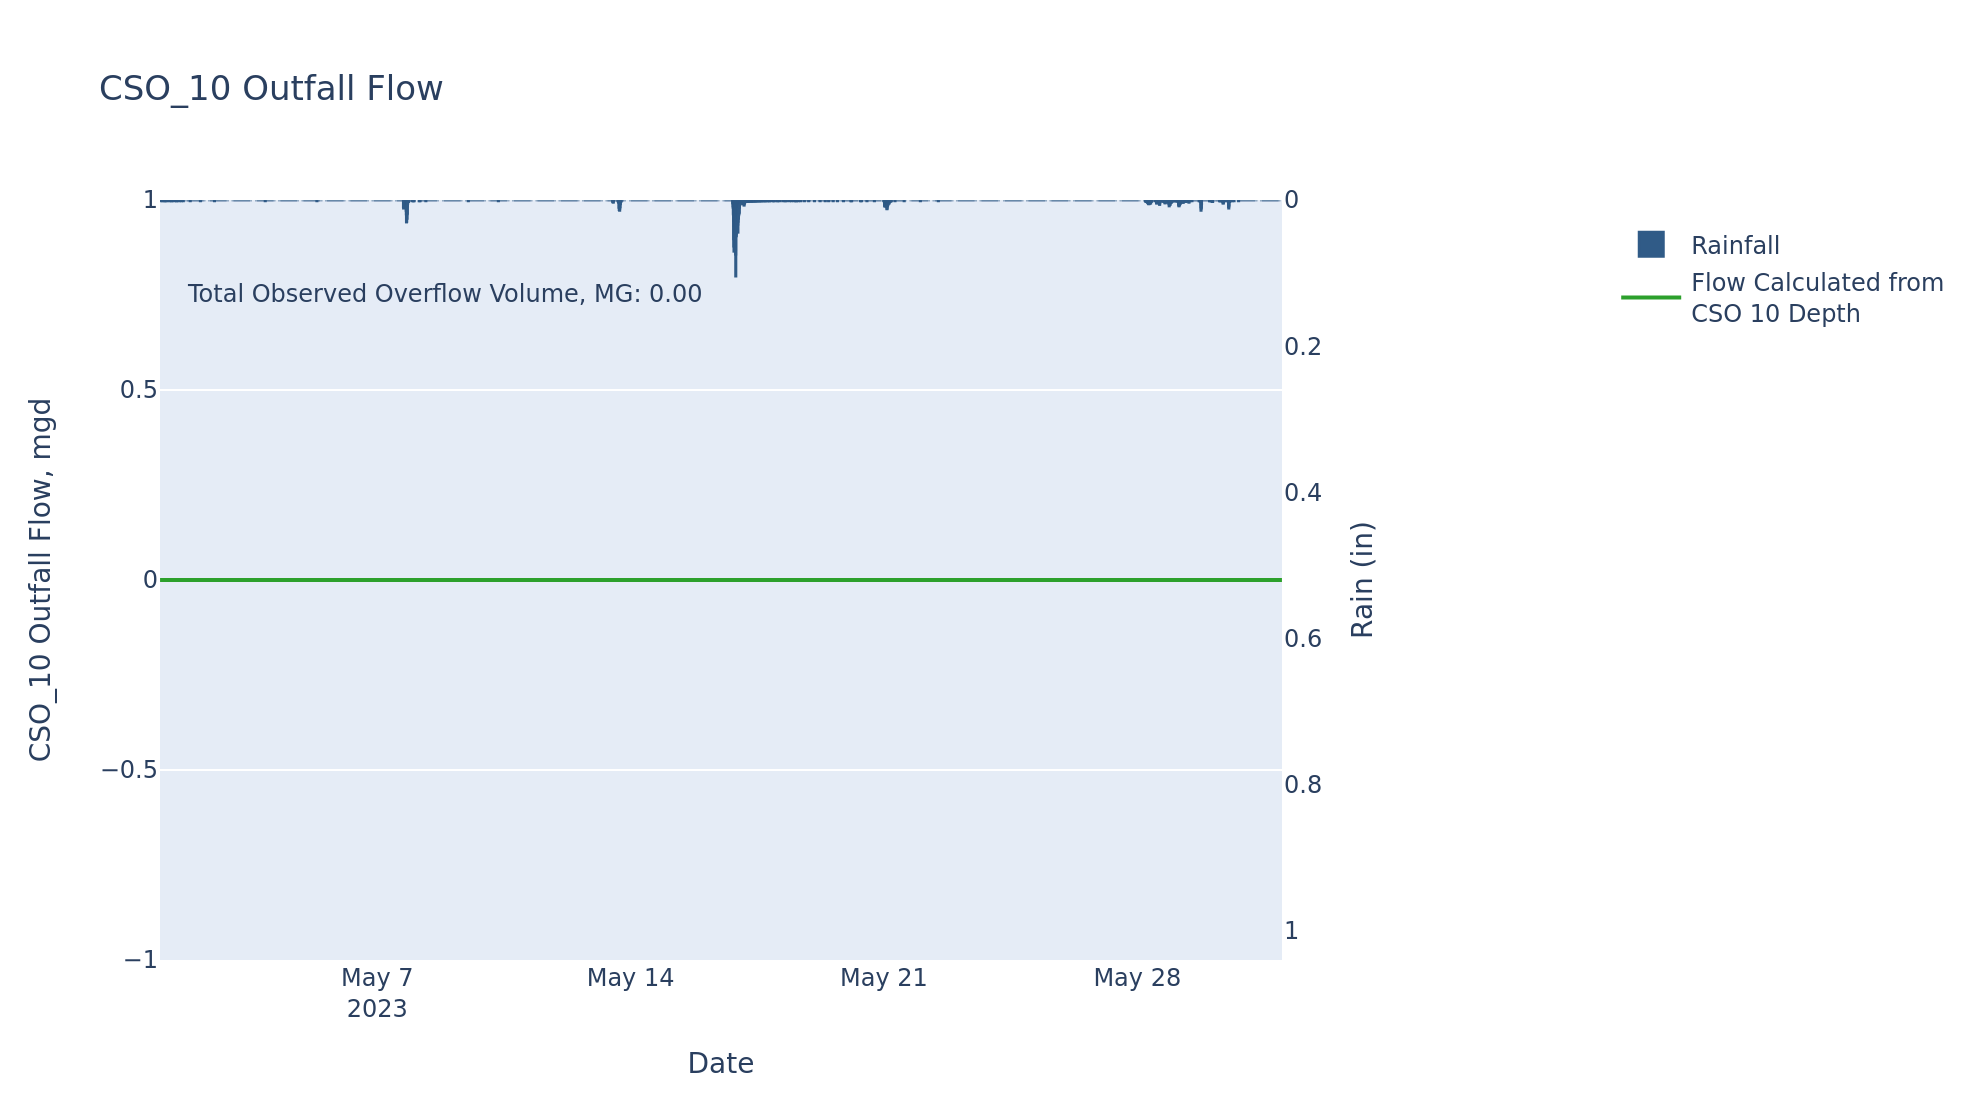 CSO_10 Outfall Flow
1
0.5
0
−0.5
−1
CSO_10 Outfall Flow, mgd
Total Observed Overflow Volume, MG: 0.00
0
0.2
0.4
0.6
0.8
1
Rain (in)
May 7
2023
May 14
May 21
May 28
Date
Rainfall
Flow Calculated from
CSO 10 Depth